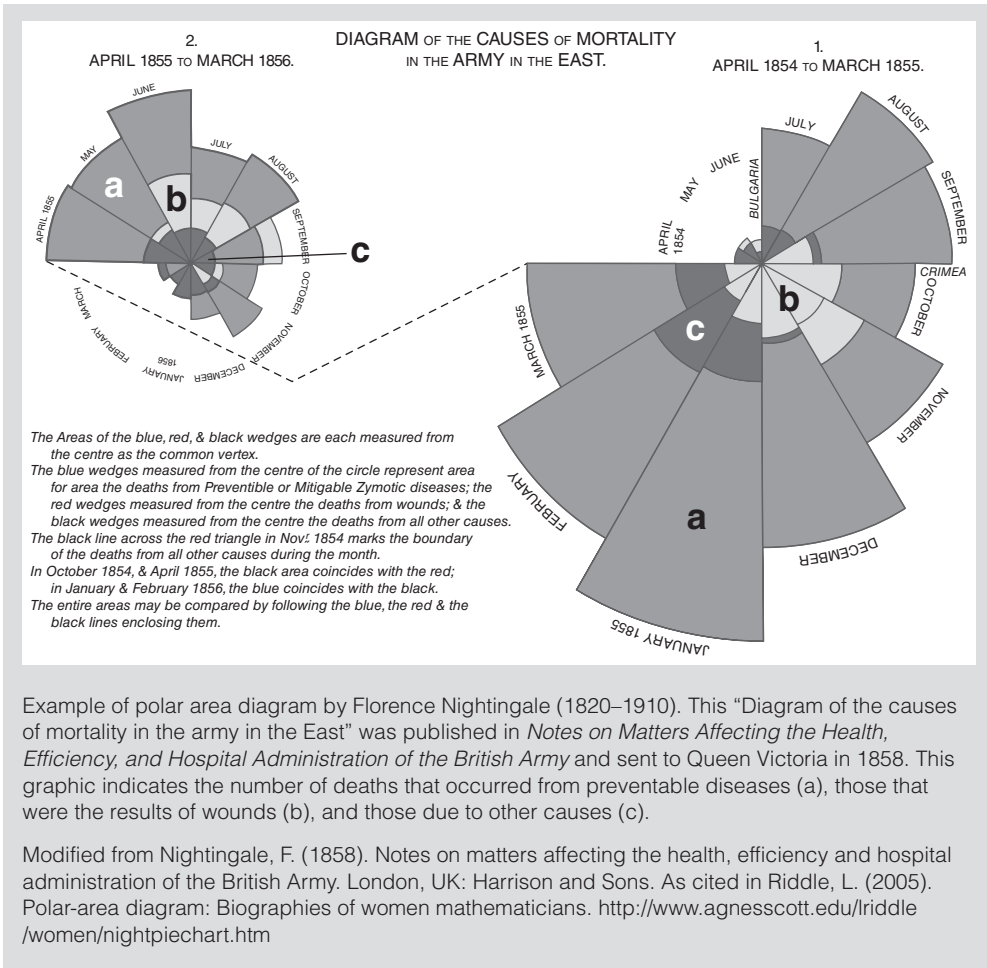 DIAGRAM OF THE CAUSES OF MORTALITY
IN THE ARMY IN THE EAST.
2.
APRIL 1855 TO MARCH 1856.
1.
APRIL 1854 TO MARCH 1855.
APRIL 1855
MAY
JUNE
JULY
AUGUST
SEPTEMBER
OCTOBER
NOVEMBER
DECEMBER
JANUARY
1856
FEBRUARY
MARCH
a
b
c
APRIL
1854
MAY
JUNE
BULGARIA
JULY
AUGUST
SEPTEMBER
CRIMEA
OCTOBER
NOVEMBER
DECEMBER
JANUARY 1855
FEBRUARY
MARCH 1855
b
c
a
The Areas of the blue, red, & black wedges are each measured from
the centre as the common vertex.
The blue wedges measured from the centre of the circle represent area
for area the deaths from Preventible or Mitigable Zymotic diseases; the
red wedges measured from the centre the deaths from wounds; & the
black wedges measured from the centre the deaths from all other causes.
The black line across the red triangle in Novr. 1854 marks the boundary
of the deaths from all other causes during the month.
In October 1854, & April 1855, the black area coincides with the red;
in January & February 1856, the blue coincides with the black.
The entire areas may be compared by following the blue, the red & the
black lines enclosing them.
Example of polar area diagram by Florence Nightingale (1820–1910). This “Diagram of the causes
of mortality in the army in the East” was published in Notes on Matters Affecting the Health,
Efficiency, and Hospital Administration of the British Army and sent to Queen Victoria in 1858. This
graphic indicates the number of deaths that occurred from preventable diseases (a), those that
were the results of wounds (b), and those due to other causes (c).
Modified from Nightingale, F. (1858). Notes on matters affecting the health, efficiency and hospital
administration of the British Army. London, UK: Harrison and Sons. As cited in Riddle, L. (2005).
Polar-area diagram: Biographies of women mathematicians. http://www.agnesscott.edu/lriddle
/women/nightpiechart.htm